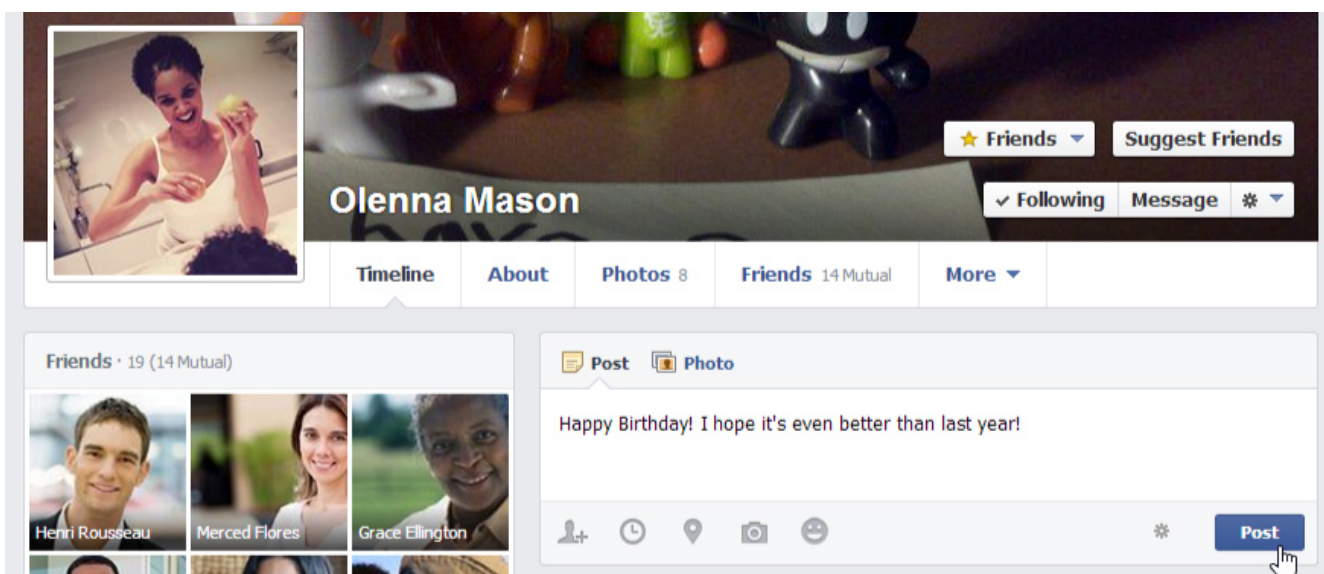 Friends
Suggest Friends
Olenna Mason
Following
Message
Timeline
About
Photos 8
Friends 14 Mutual
More
Friends · 19 (14 Mutual)
Henri Rousseau
Merced Flores
Grace Ellington
Post
Photo
Happy Birthday! I hope it's even better than last year!
Post